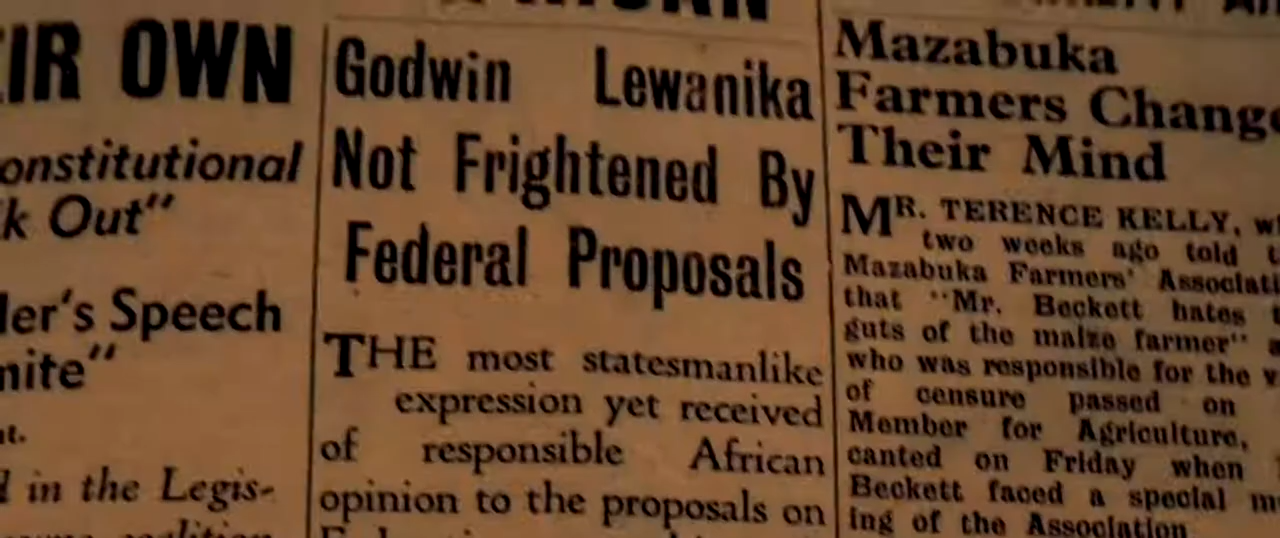 IR OWN
onstitutional
k Out"
ler's Speech
nite"
nt.
in the Legis-
Godwin Lewanika
Not Frightened By
Federal Proposals
THE most statesmanlike
expression yet received
of responsible African
opinion to the proposals on
Mazabuka
Farmers Change
Their Mind
MR. TERENCE KELLY, w
two weeks ago told t
Mazabuka Farmers' Associati
that "Mr. Beckett hates t
guts of the maize farmer" a
who was responsible for the v
of censure passed on
Member for Agriculture,
canted on Friday when
Beckett faced a special m
ing of the Association